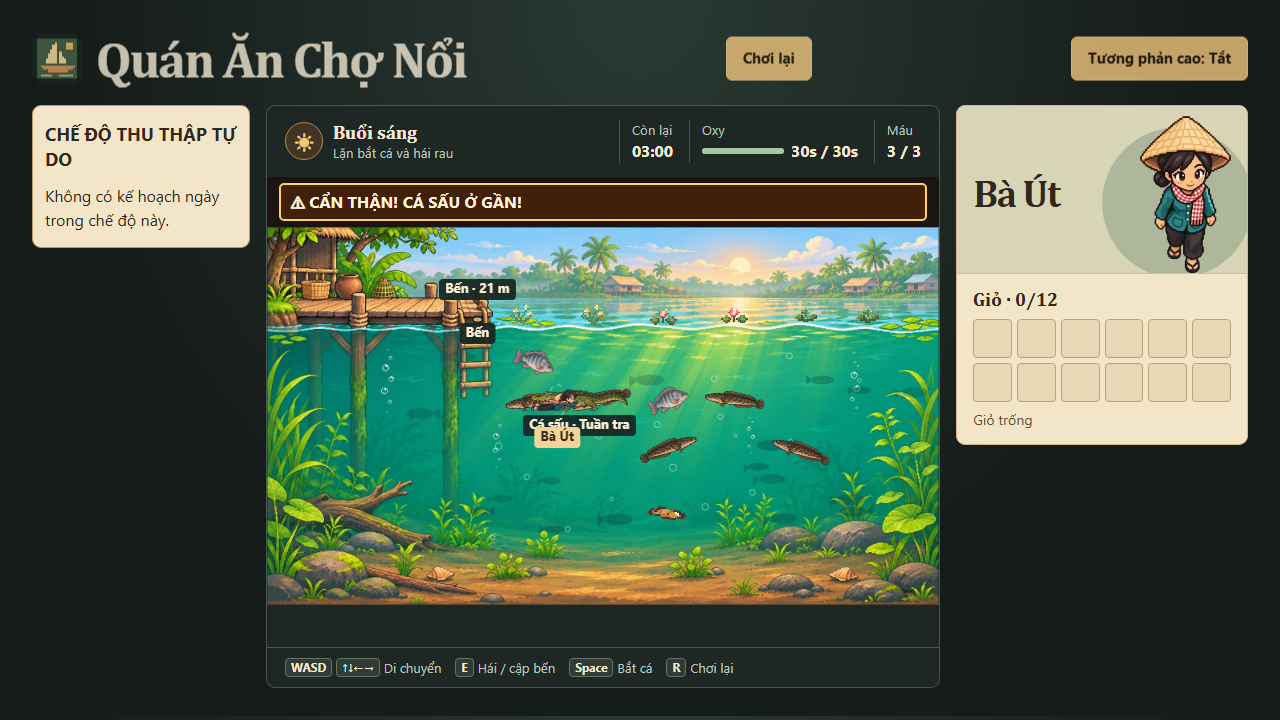 Quán Ăn Chợ Nổi
Chơi lại
Tương phản cao: Tắt
CHẾ ĐỘ THU THẬP TỰ
DO
Không có kế hoạch ngày
trong chế độ này.
Buổi sáng
Lặn bắt cá và hái rau
Còn lại
03:00
Oxy
30s / 30s
Máu
3 / 3
⚠ CẨN THẬN! CÁ SẤU Ở GẦN!
Bến · 21 m
Bến
Cá sấu · Tuần tra
Bà Út
WASD ↑↓←→ Di chuyển E Hái / cập bến Space Bắt cá R Chơi lại
Bà Út
Giỏ · 0/12
Giỏ trống